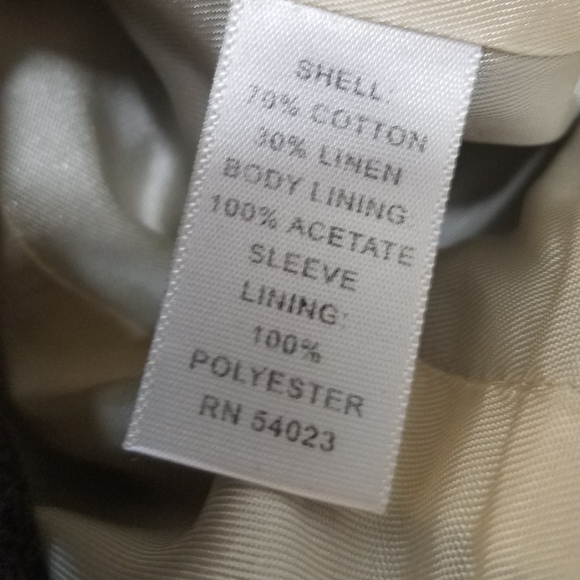 SHELL:
70% COTTON
30% LINEN
BODY LINING:
100% ACETATE
SLEEVE
LINING:
100%
POLYESTER
RN 54023